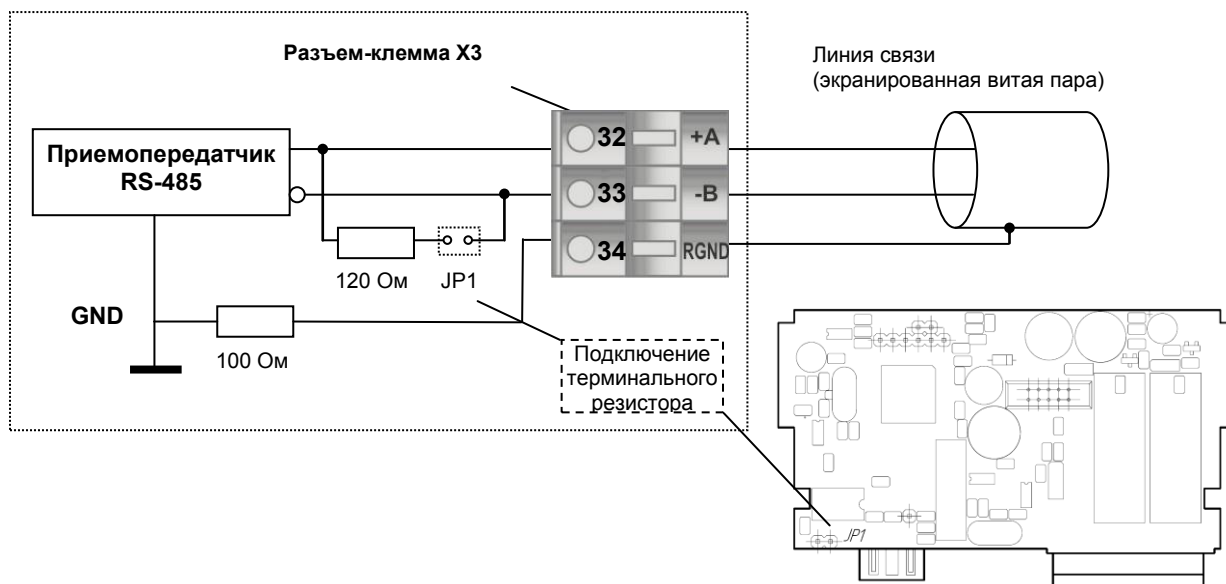 Разъем-клемма X3
Линия связи
(экранированная витая пара)
Приемопередатчик
RS-485
32 +A
33 -B
34 RGND
120 Ом
JP1
GND
100 Ом
Подключение
терминального
резистора
JP1